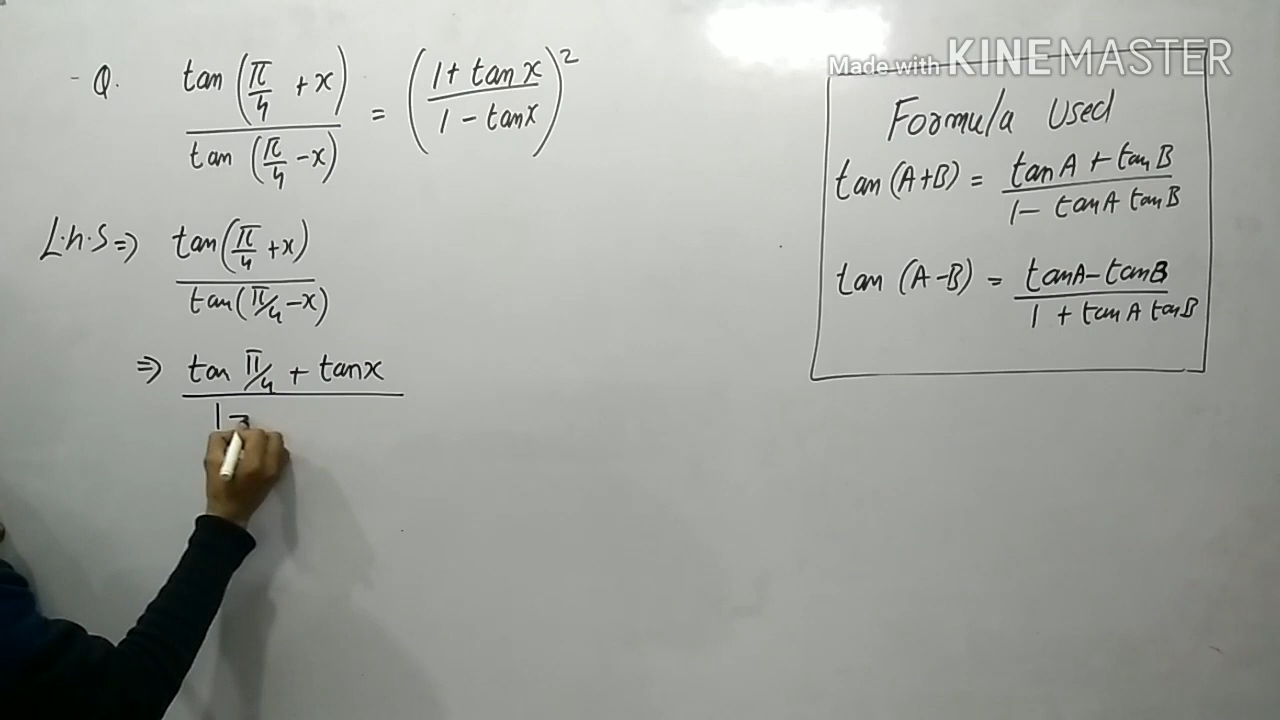 Made with KINEMASTER
- Q. tan (π/4 + x) / tan (π/4 - x) = ((1 + tan x) / (1 - tan x))²
L.h.S ⇒ tan(π/4 + x) / tan(π/4 - x)
⇒ tan π/4 + tan x
1 -
Formula Used
tan (A+B) = (tan A + tan B) / (1 - tan A tan B)
tan (A-B) = (tan A - tan B) / (1 + tan A tan B)